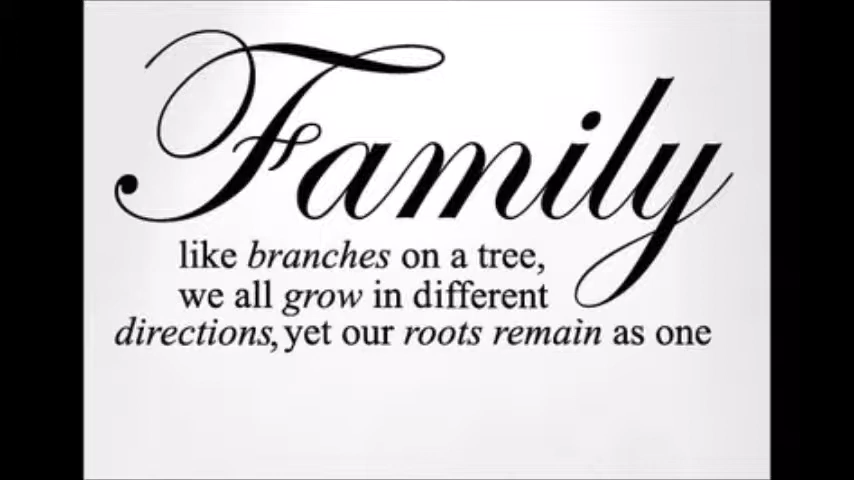 Family
like branches on a tree,
we all grow in different
directions, yet our roots remain as one